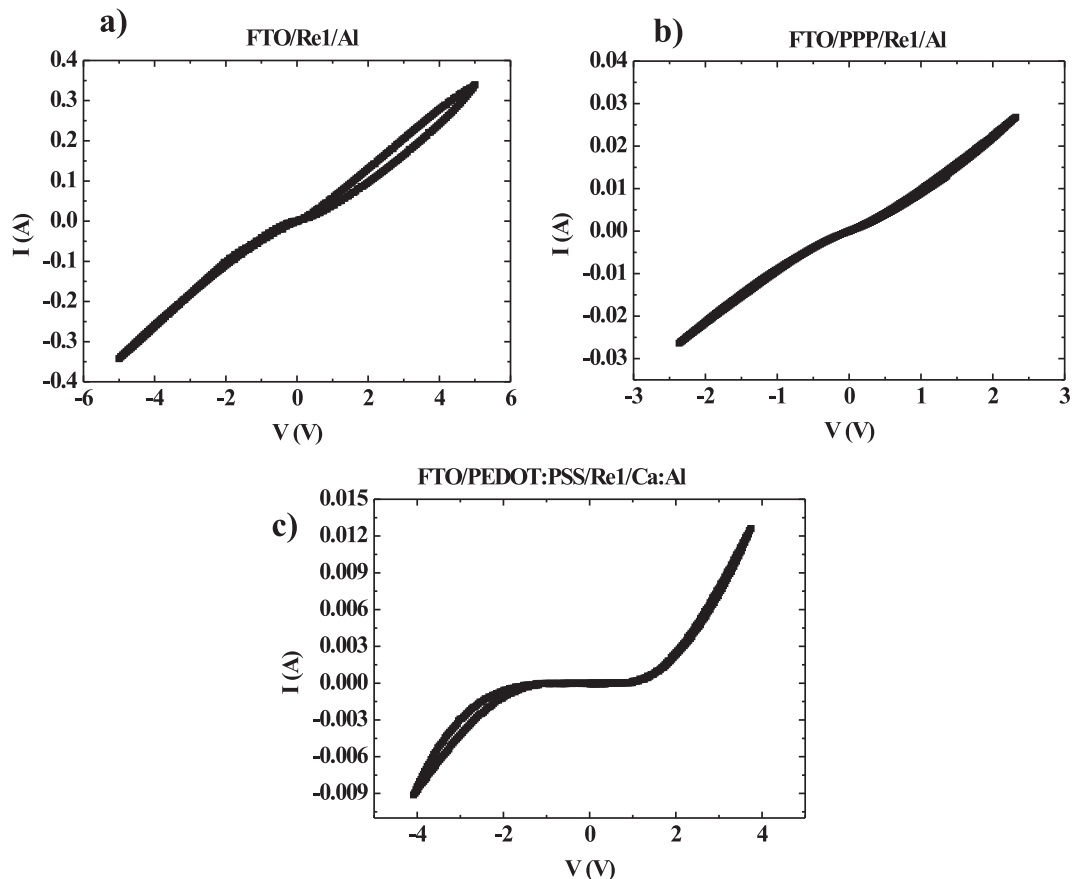 a)
FTO/Re1/Al
0.4
0.3
0.2
0.1
0.0
-0.1
-0.2
-0.3
-0.4
I (A)
-6 -4 -2 0 2 4 6
V (V)
b)
FTO/PPP/Re1/Al
0.04
0.03
0.02
0.01
0.00
-0.01
-0.02
-0.03
I (A)
-3 -2 -1 0 1 2 3
V (V)
c)
FTO/PEDOT:PSS/Re1/Ca:Al
0.015
0.012
0.009
0.006
0.003
0.000
-0.003
-0.006
-0.009
I (A)
-4 -2 0 2 4
V (V)